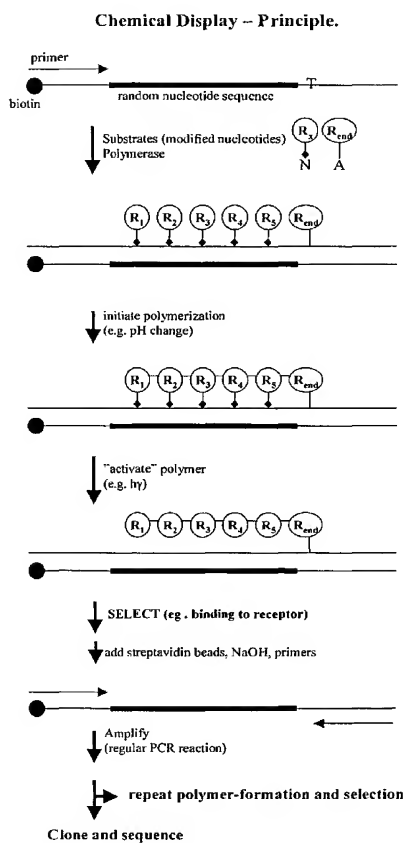 Chemical Display – Principle.
primer
T
biotin
random nucleotide sequence
Substrates (modified nucleotides)
Polymerase
Rx Rend
N A
R1 R2 R3 R4 R5 Rend
initiate polymerization
(e.g. pH change)
R1 R2 R3 R4 R5 Rend
"activate" polymer
(e.g. hγ)
R1 R2 R3 R4 R5 Rend
SELECT (eg . binding to receptor)
add streptavidin beads, NaOH, primers
Amplify
(regular PCR reaction)
repeat polymer-formation and selection
Clone and sequence